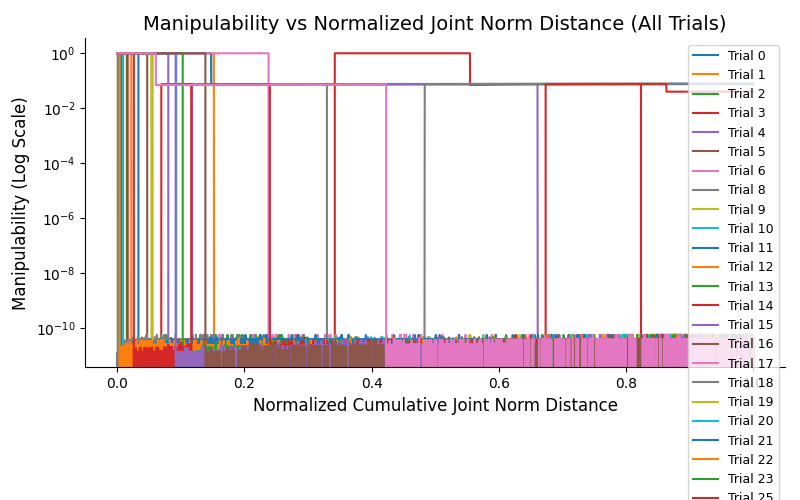 Manipulability vs Normalized Joint Norm Distance (All Trials)
Manipulability (Log Scale)
10⁰
10⁻²
10⁻⁴
10⁻⁶
10⁻⁸
10⁻¹⁰
0.0
0.2
0.4
0.6
0.8
Normalized Cumulative Joint Norm Distance
Trial 0
Trial 1
Trial 2
Trial 3
Trial 4
Trial 5
Trial 6
Trial 8
Trial 9
Trial 10
Trial 11
Trial 12
Trial 13
Trial 14
Trial 15
Trial 16
Trial 17
Trial 18
Trial 19
Trial 20
Trial 21
Trial 22
Trial 23
Trial 25